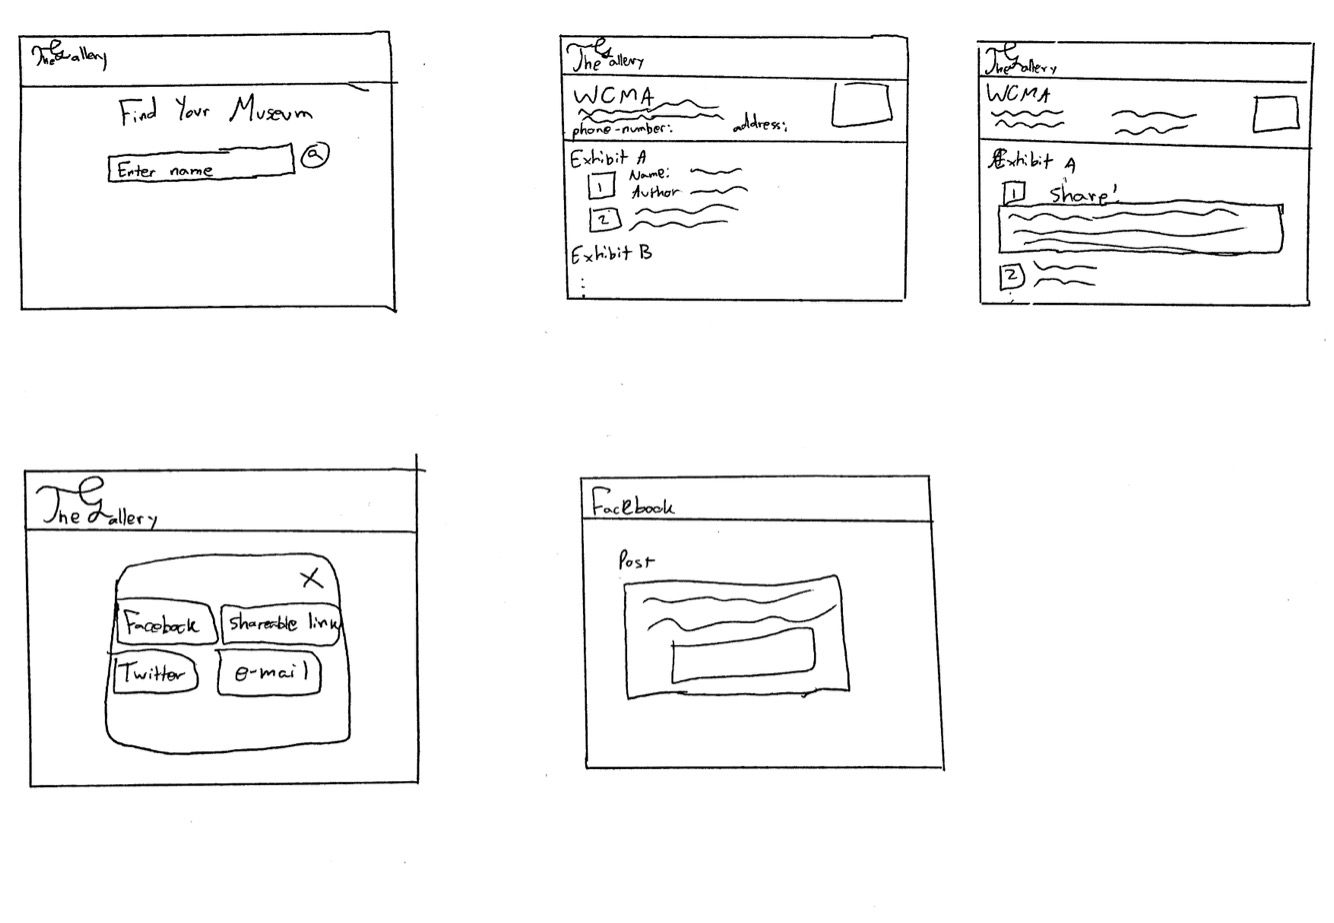 The Gallery
Find Your Museum
Enter name
The Gallery
WCMA
phone-number: address:
Exhibit A
1 Name:
Author
2
Exhibit B
The Gallery
WCMA
Exhibit A
1 share!
2
The Gallery
X
Facebook shareable link
Twitter e-mail
Facebook
Post